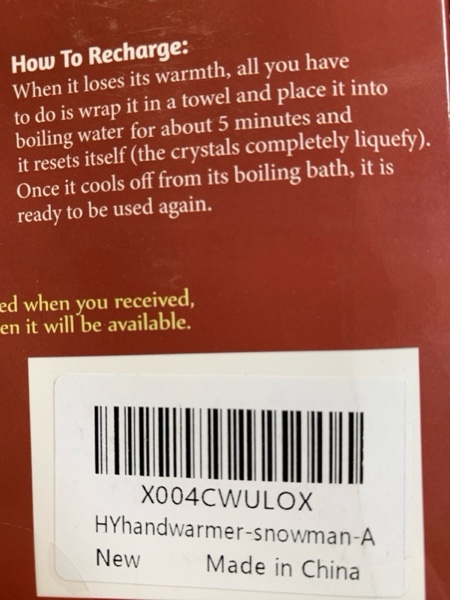 How To Recharge:
When it loses its warmth, all you have
to do is wrap it in a towel and place it into
boiling water for about 5 minutes and
it resets itself (the crystals completely liquefy).
Once it cools off from its boiling bath, it is
ready to be used again.
ed when you received,
en it will be available.
X004CWULOX
HYhandwarmer-snowman-A
New Made in China